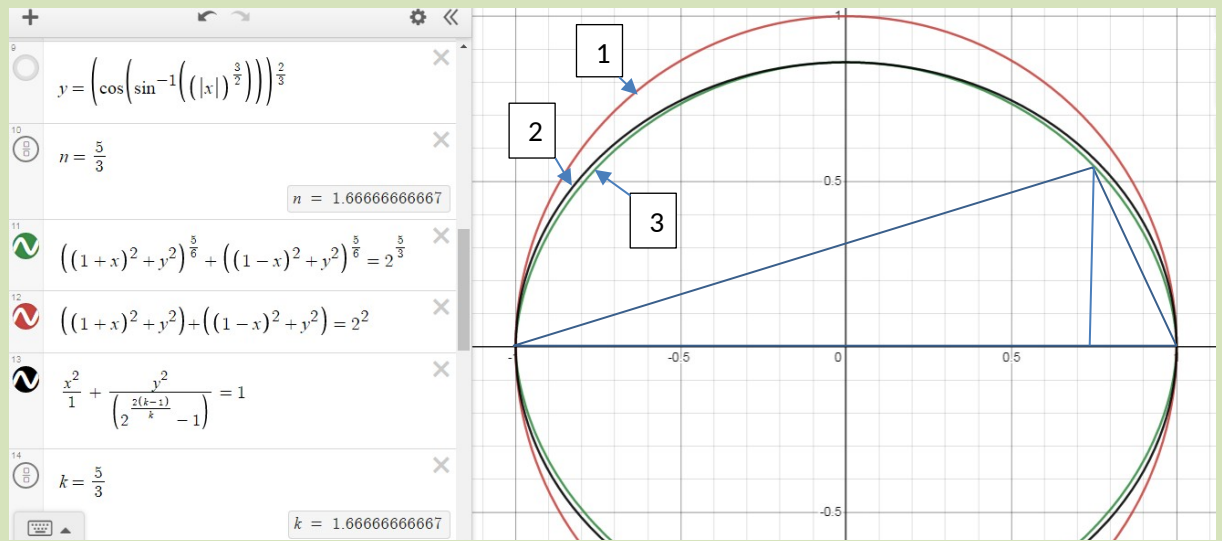 9
y = (cos(sin⁻¹((|x|)^(3/2))))^(2/3)
10
n = 5/3
n = 1.66666666667
11
((1+x)²+y²)^(5/6) + ((1−x)²+y²)^(5/6) = 2^(5/3)
12
((1+x)²+y²)+((1−x)²+y²) = 2²
13
x²/1 + y²/(2^(2(k−1)/k) − 1) = 1
14
k = 5/3
k = 1.66666666667
1
1
2
0.5
3
-0.5
0
0.5
-0.5